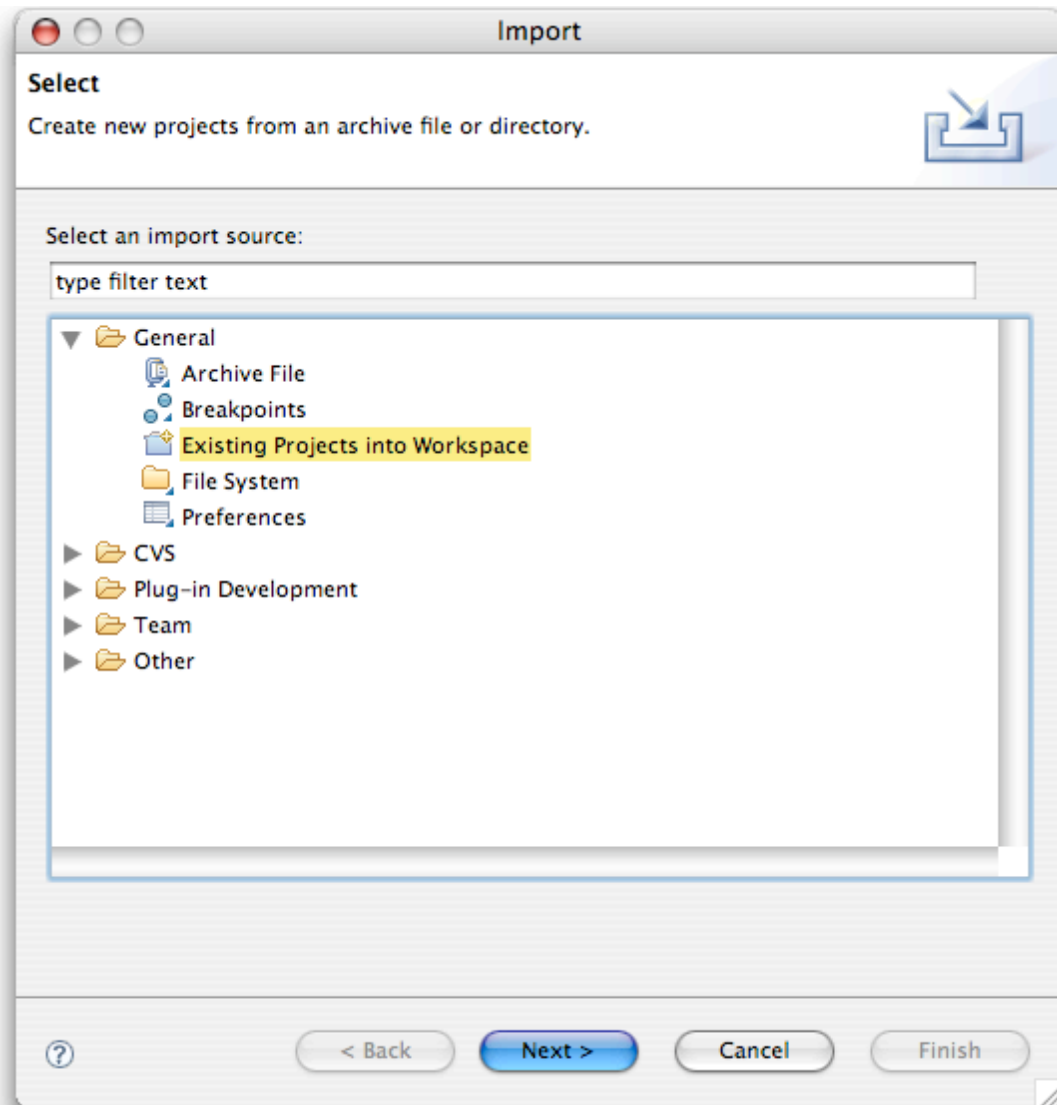 Import
Select
Create new projects from an archive file or directory.
Select an import source:
type filter text
General
Archive File
Breakpoints
Existing Projects into Workspace
File System
Preferences
CVS
Plug-in Development
Team
Other
?
< Back Next > Cancel Finish